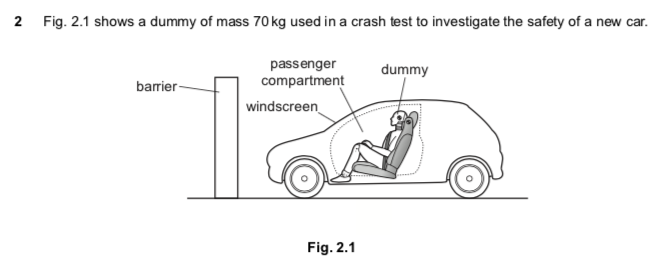 2 Fig. 2.1 shows a dummy of mass 70 kg used in a crash test to investigate the safety of a new car.
passenger
compartment
dummy
barrier
windscreen
Fig. 2.1